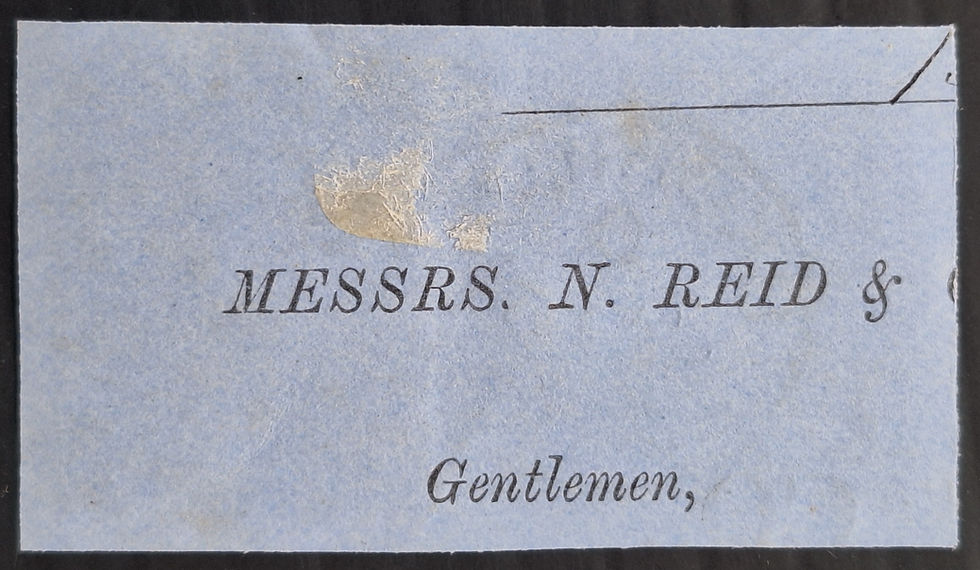 MESSRS. N. REID &
Gentlemen,